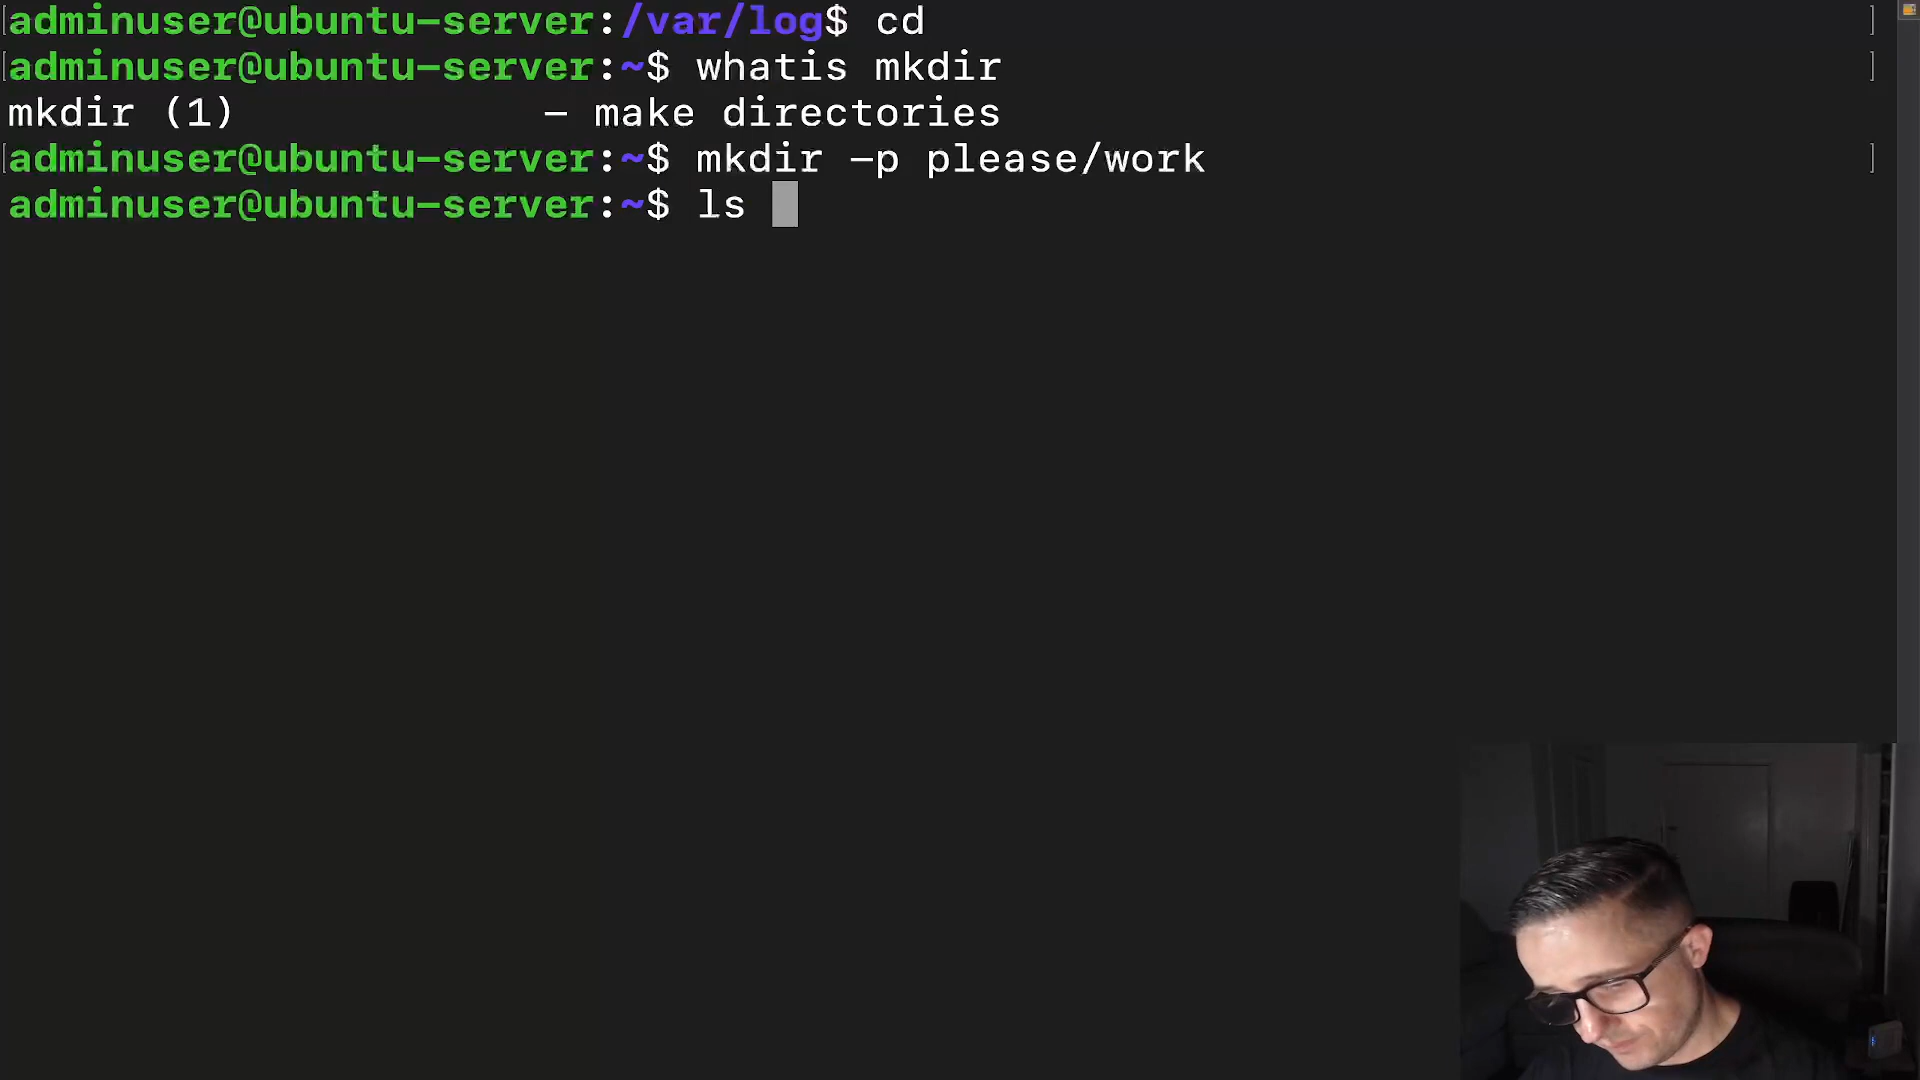 adminuser@ubuntu-server:/var/log$ cd
adminuser@ubuntu-server:~$ whatis mkdir
mkdir (1)            - make directories
adminuser@ubuntu-server:~$ mkdir -p please/work
adminuser@ubuntu-server:~$ ls